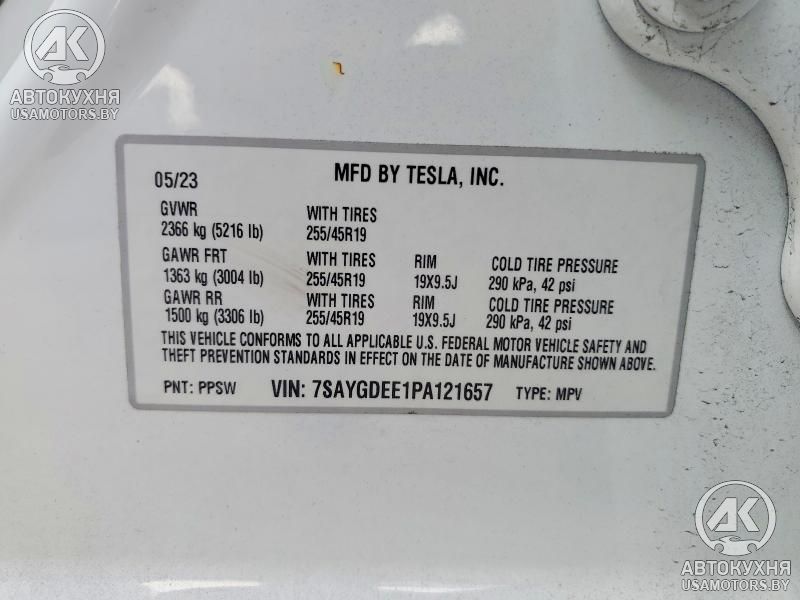 AK
АВТОКУХНЯ
USAMOTORS.BY
05/23 MFD BY TESLA, INC.
GVWR WITH TIRES
2366 kg (5216 lb) 255/45R19
GAWR FRT WITH TIRES RIM COLD TIRE PRESSURE
1363 kg (3004 lb) 255/45R19 19X9.5J 290 kPa, 42 psi
GAWR RR WITH TIRES RIM COLD TIRE PRESSURE
1500 kg (3306 lb) 255/45R19 19X9.5J 290 kPa, 42 psi
THIS VEHICLE CONFORMS TO ALL APPLICABLE U.S. FEDERAL MOTOR VEHICLE SAFETY AND
THEFT PREVENTION STANDARDS IN EFFECT ON THE DATE OF MANUFACTURE SHOWN ABOVE.
PNT: PPSW VIN: 7SAYGDEE1PA121657 TYPE: MPV
AK
АВТОКУХНЯ
USAMOTORS.BY